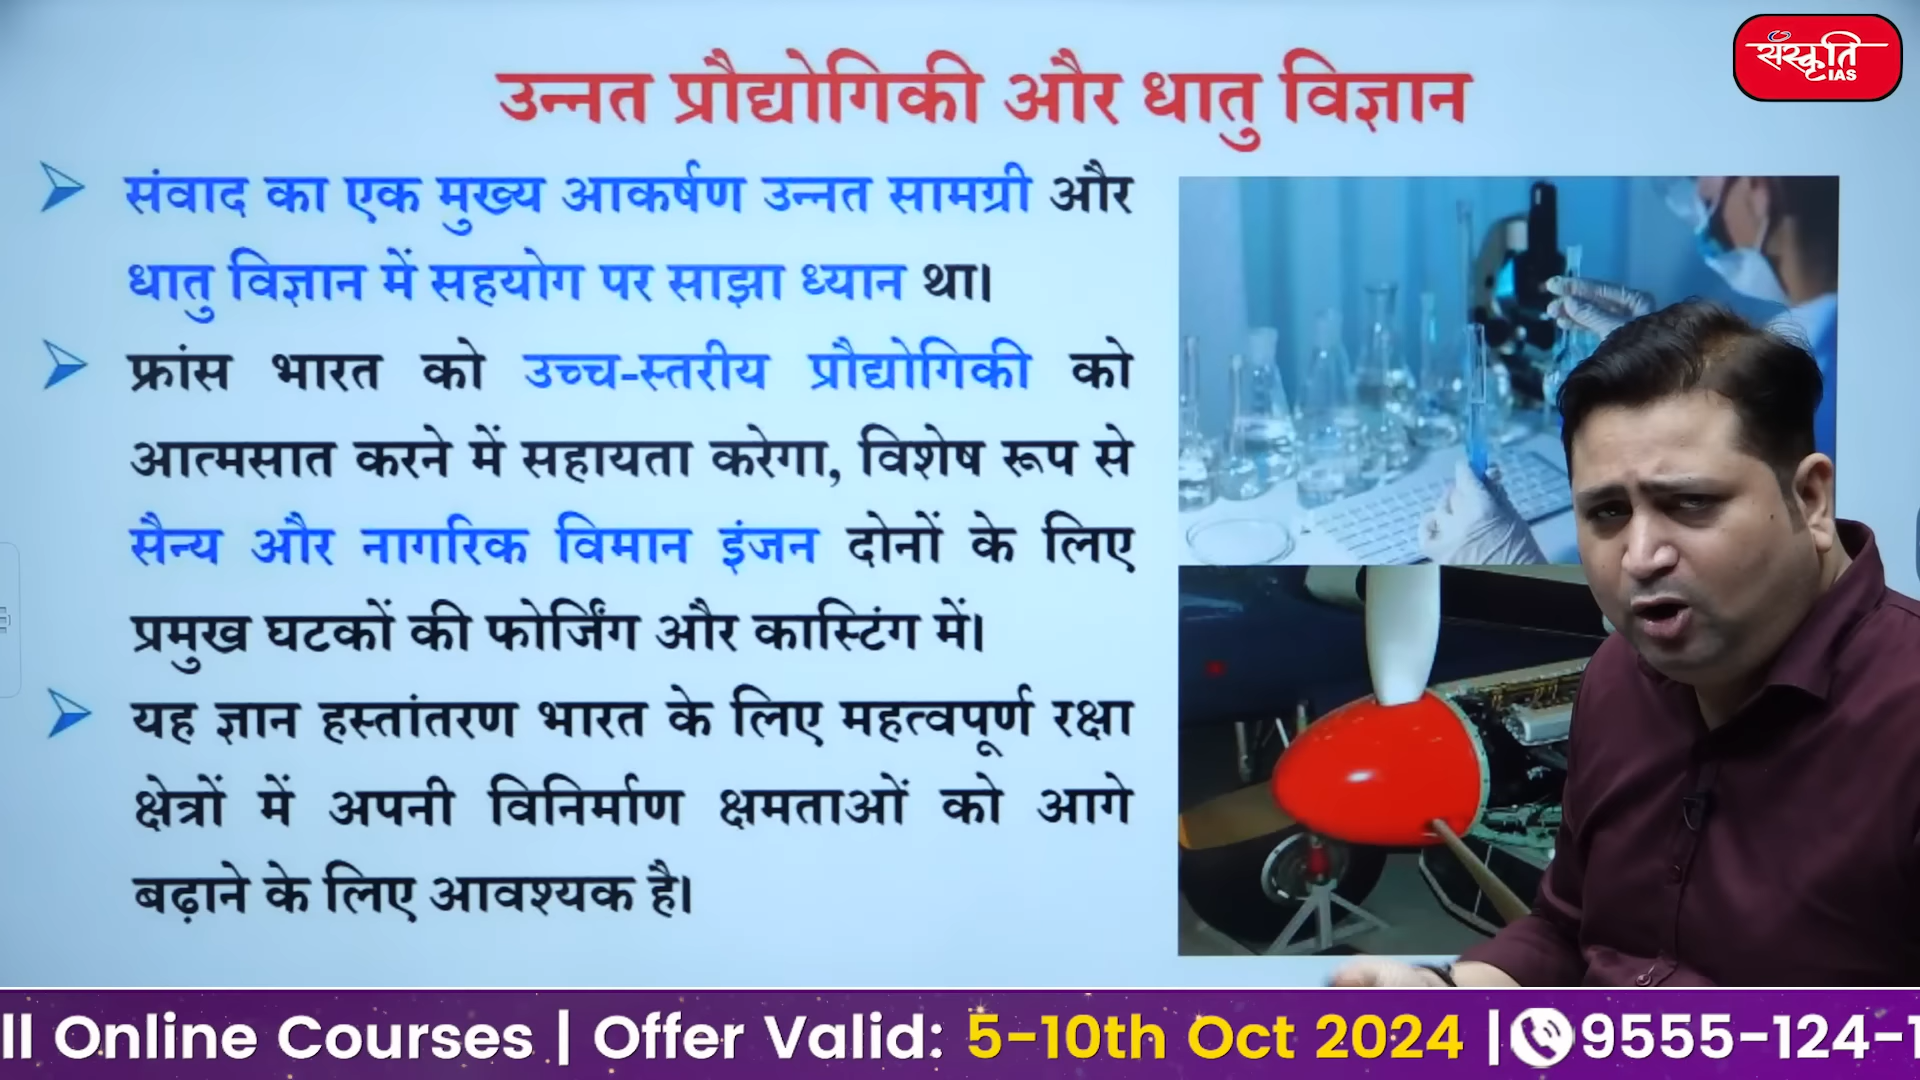 उन्नत प्रौद्योगिकी और धातु विज्ञान
संस्कृति
IAS
संवाद का एक मुख्य आकर्षण उन्नत सामग्री और
धातु विज्ञान में सहयोग पर साझा ध्यान था।
फ्रांस भारत को उच्च-स्तरीय प्रौद्योगिकी को
आत्मसात करने में सहायता करेगा, विशेष रूप से
सैन्य और नागरिक विमान इंजन दोनों के लिए
प्रमुख घटकों की फोर्जिंग और कास्टिंग में।
यह ज्ञान हस्तांतरण भारत के लिए महत्वपूर्ण रक्षा
क्षेत्रों में अपनी विनिर्माण क्षमताओं को आगे
बढ़ाने के लिए आवश्यक है।
ll Online Courses | Offer Valid: 5-10th Oct 2024 | 9555-124-1